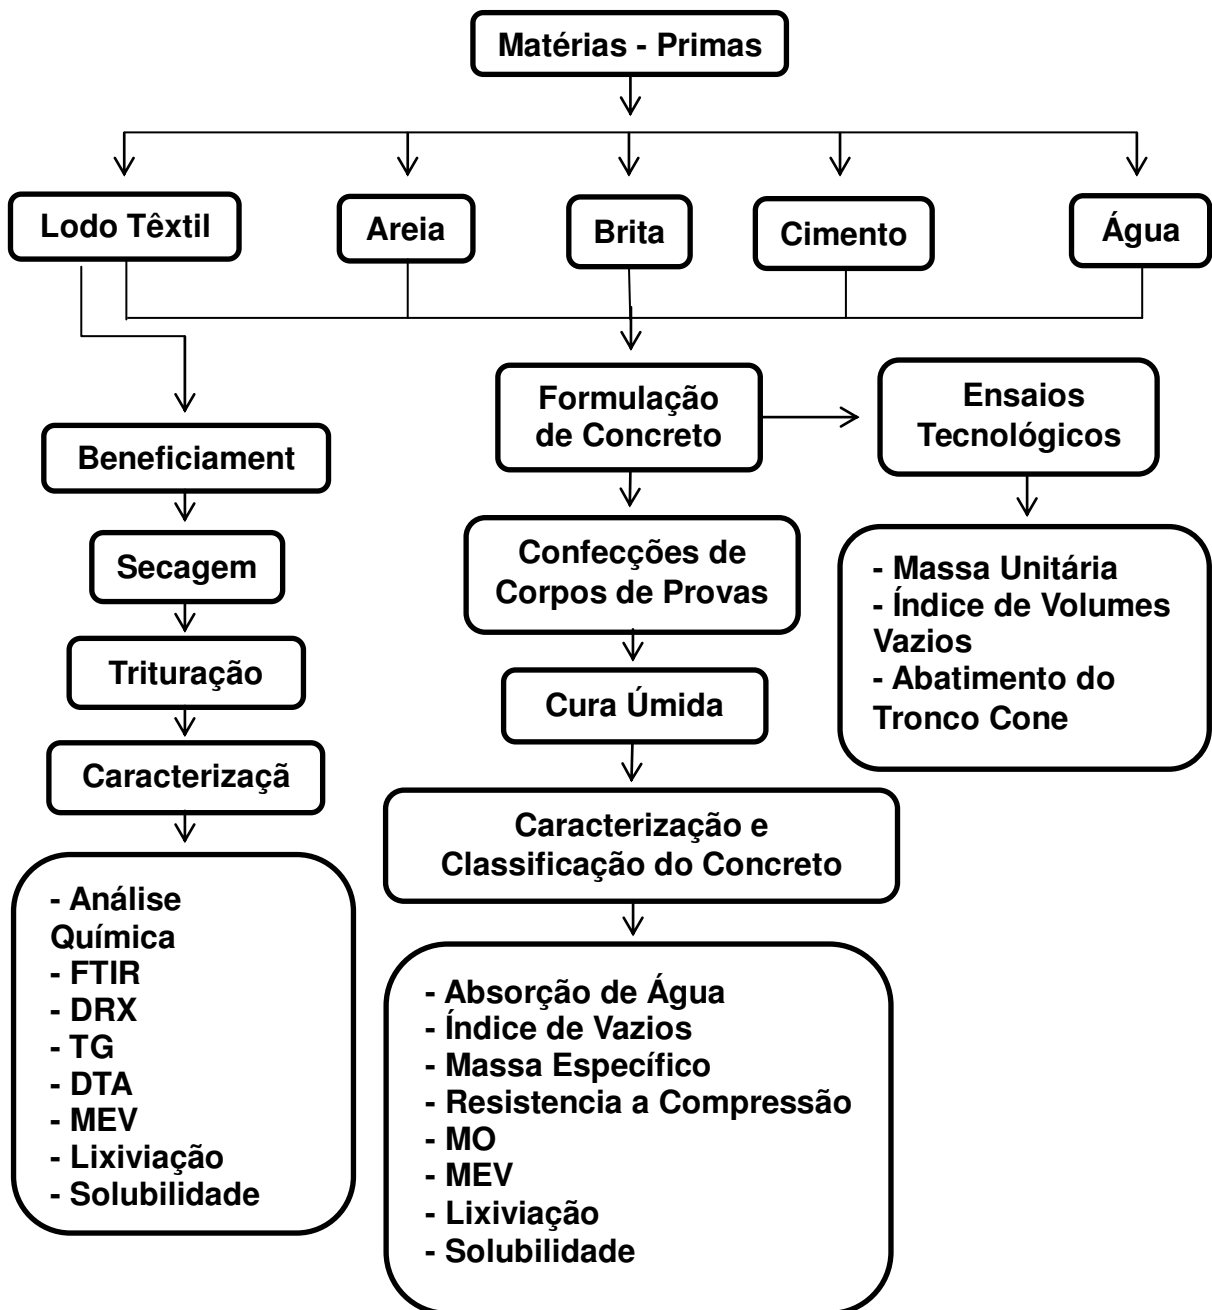 Matérias - Primas
Lodo Têxtil
Areia
Brita
Cimento
Água
Formulação
de Concreto
Ensaios
Tecnológicos
Beneficiament
Secagem
Trituração
Caracterizaçã
- Análise
Química
- FTIR
- DRX
- TG
- DTA
- MEV
- Lixiviação
- Solubilidade
Confecções de
Corpos de Provas
Cura Úmida
Caracterização e
Classificação do Concreto
- Absorção de Água
- Índice de Vazios
- Massa Específico
- Resistencia a Compressão
- MO
- MEV
- Lixiviação
- Solubilidade
- Massa Unitária
- Índice de Volumes
Vazios
- Abatimento do
Tronco Cone